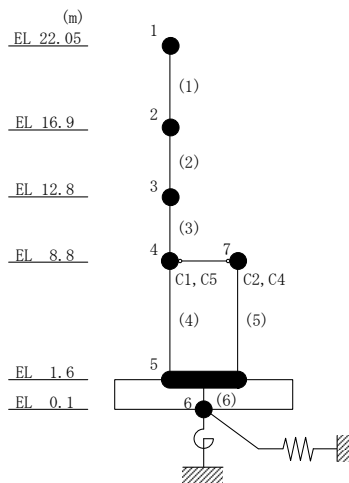 (m)
EL 22.05
1
(1)
EL 16.9
2
(2)
EL 12.8
3
(3)
EL 8.8
4
7
C1, C5
C2, C4
(4)
(5)
EL 1.6
5
EL 0.1
6
(6)